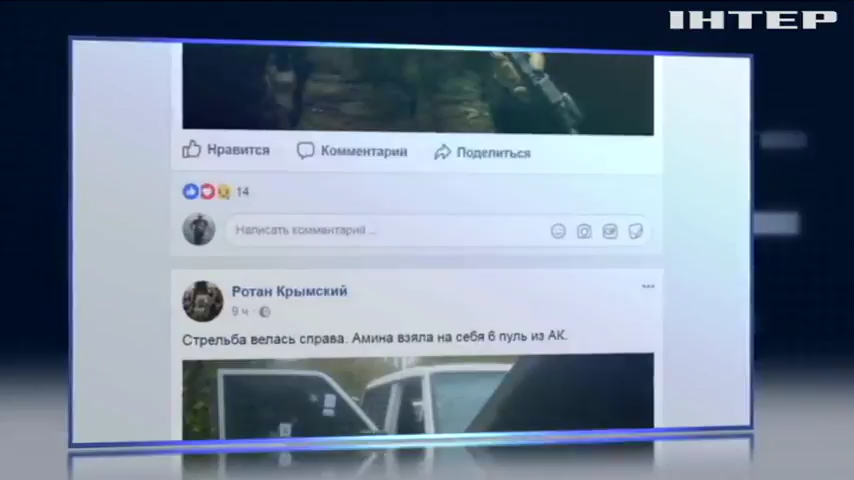 ІНТЕР
Нравится Комментарии Поделиться
14
Написать комментарий ...
GIF
Ротан Крымский
9 ч ·
Стрельба велась справа. Амина взяла на себя 6 пуль из АК.